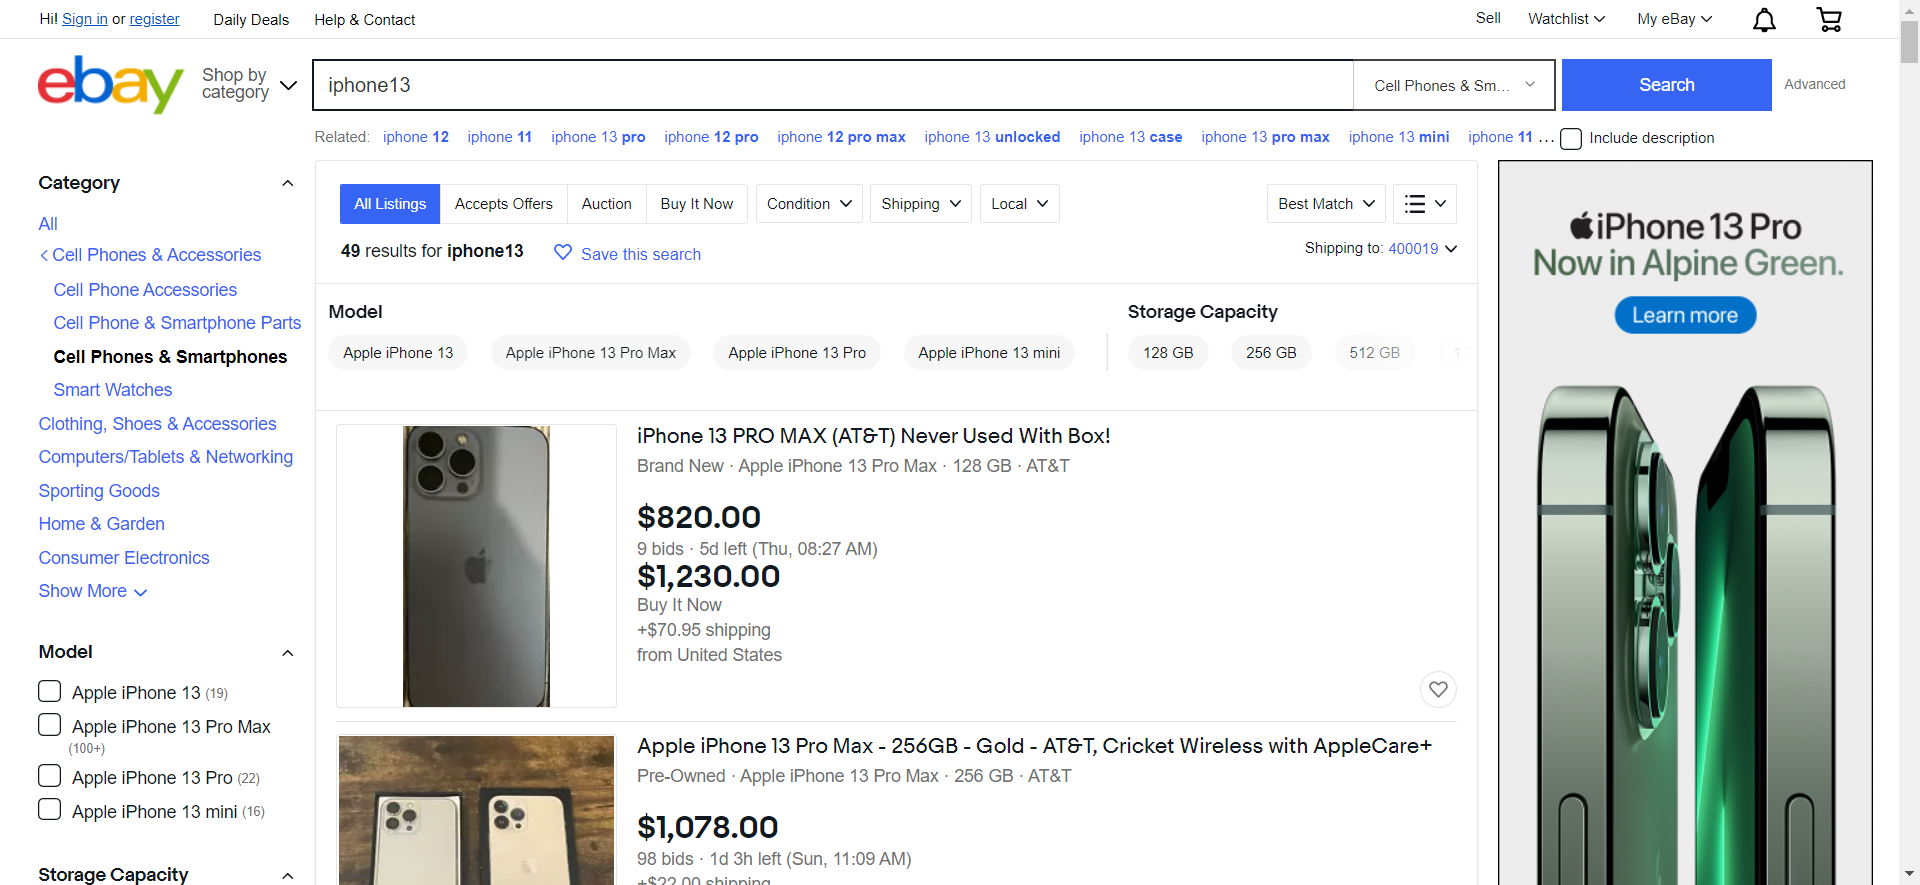 Hi! Sign in or register
Daily Deals
Help & Contact
Sell
Watchlist
My eBay
ebay
Shop by category
iphone13
Cell Phones & Sm...
Search
Advanced
Related: iphone 12 iphone 11 iphone 13 pro iphone 12 pro iphone 12 pro max iphone 13 unlocked iphone 13 case iphone 13 pro max iphone 13 mini iphone 11 ...
Include description
Category
All
Cell Phones & Accessories
Cell Phone Accessories
Cell Phone & Smartphone Parts
Cell Phones & Smartphones
Smart Watches
Clothing, Shoes & Accessories
Computers/Tablets & Networking
Sporting Goods
Home & Garden
Consumer Electronics
Show More
Model
Apple iPhone 13 (19)
Apple iPhone 13 Pro Max
(100+)
Apple iPhone 13 Pro (22)
Apple iPhone 13 mini (16)
Storage Capacity
All Listings
Accepts Offers
Auction
Buy It Now
Condition
Shipping
Local
Best Match
49 results for iphone13
Save this search
Shipping to: 400019
Model
Apple iPhone 13
Apple iPhone 13 Pro Max
Apple iPhone 13 Pro
Apple iPhone 13 mini
Storage Capacity
128 GB
256 GB
512 GB
iPhone 13 PRO MAX (AT&T) Never Used With Box!
Brand New · Apple iPhone 13 Pro Max · 128 GB · AT&T
$820.00
9 bids · 5d left (Thu, 08:27 AM)
$1,230.00
Buy It Now
+$70.95 shipping
from United States
Apple iPhone 13 Pro Max - 256GB - Gold - AT&T, Cricket Wireless with AppleCare+
Pre-Owned · Apple iPhone 13 Pro Max · 256 GB · AT&T
$1,078.00
98 bids · 1d 3h left (Sun, 11:09 AM)
+$22.00 shipping
iPhone 13 Pro
Now in Alpine Green.
Learn more